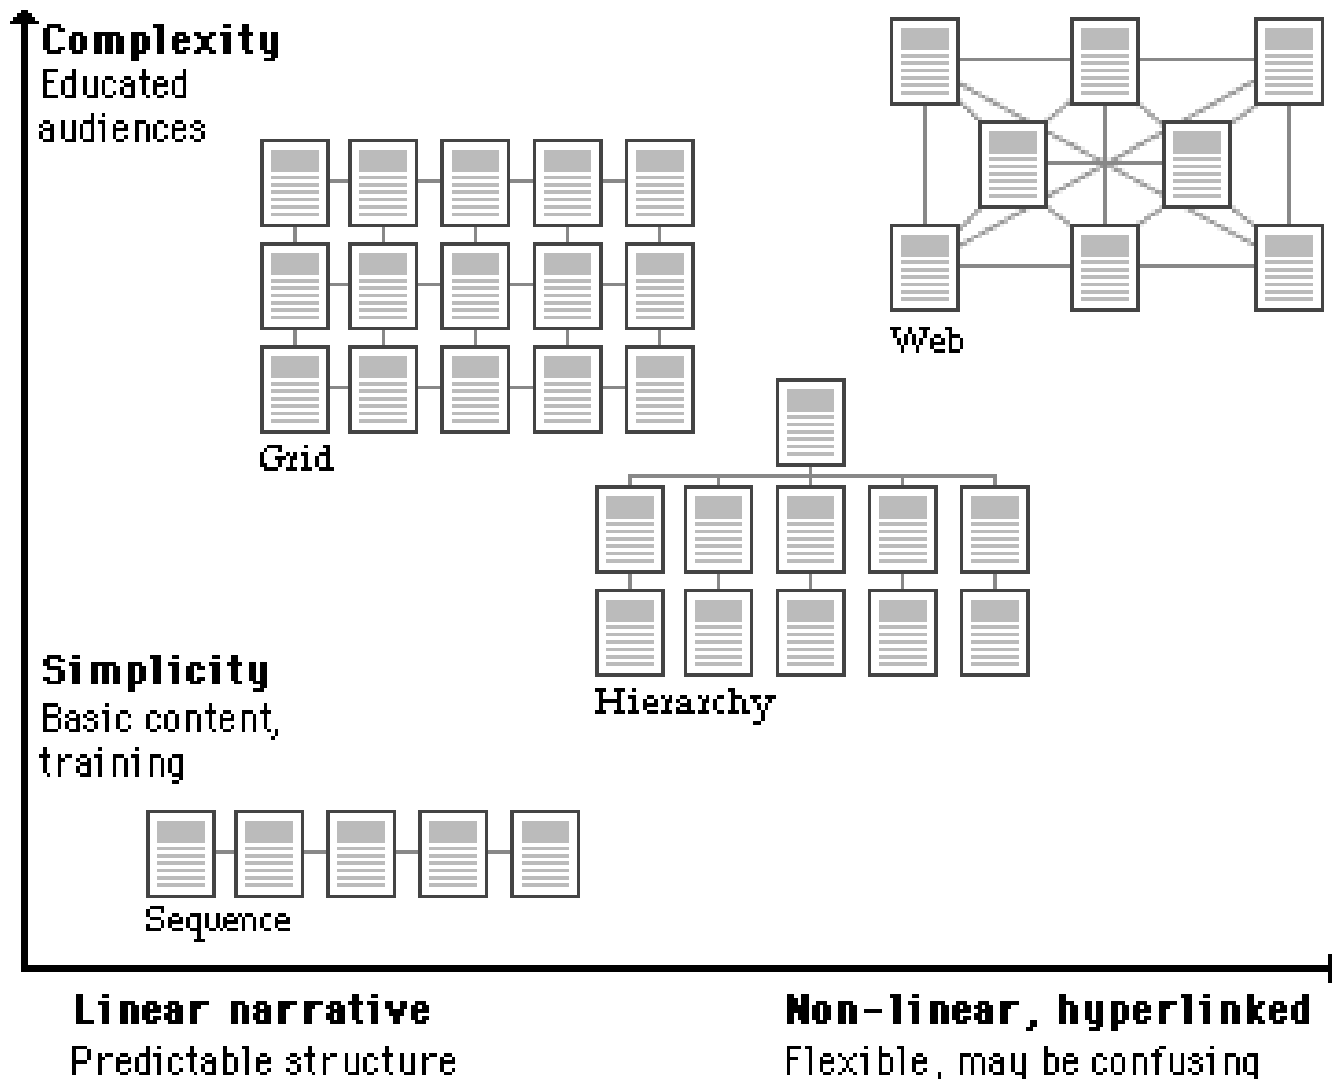 Complexity
Educated
audiences
Web
Grid
Hierarchy
Simplicity
Basic content,
training
Sequence
Linear narrative
Predictable structure
Non-linear, hyperlinked
Flexible, may be confusing